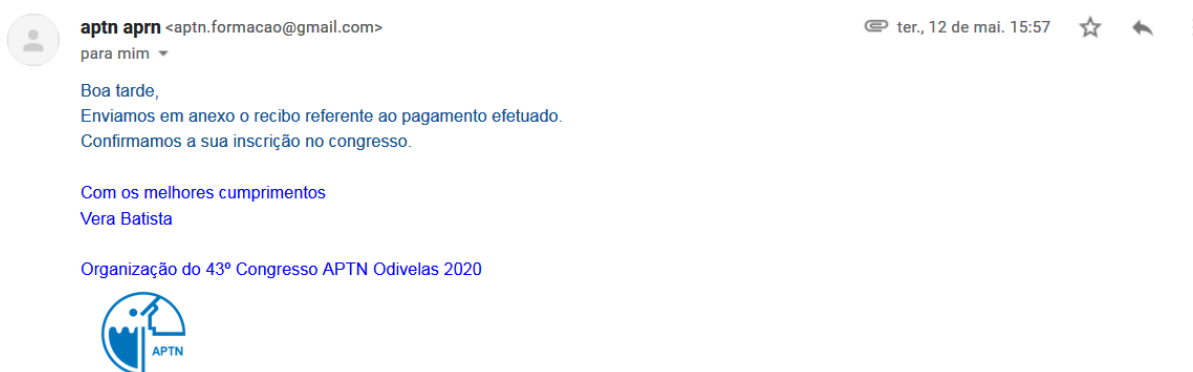 aptn aprn <aptn.formacao@gmail.com> ter., 12 de mai. 15:57
para mim
Boa tarde,
Enviamos em anexo o recibo referente ao pagamento efetuado.
Confirmamos a sua inscrição no congresso.
Com os melhores cumprimentos
Vera Batista
Organização do 43º Congresso APTN Odivelas 2020
APTN